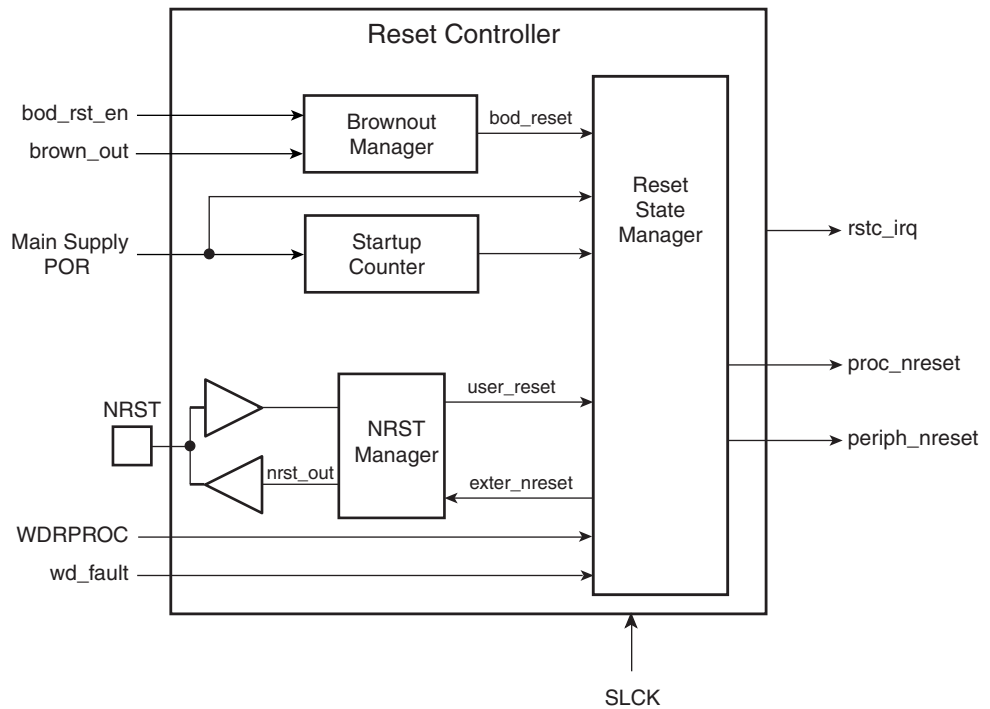 Reset Controller
bod_rst_en
brown_out
Brownout
Manager
bod_reset
Main Supply
POR
Startup
Counter
Reset
State
Manager
rstc_irq
proc_nreset
periph_nreset
NRST
NRST
Manager
user_reset
nrst_out
exter_nreset
WDRPROC
wd_fault
SLCK